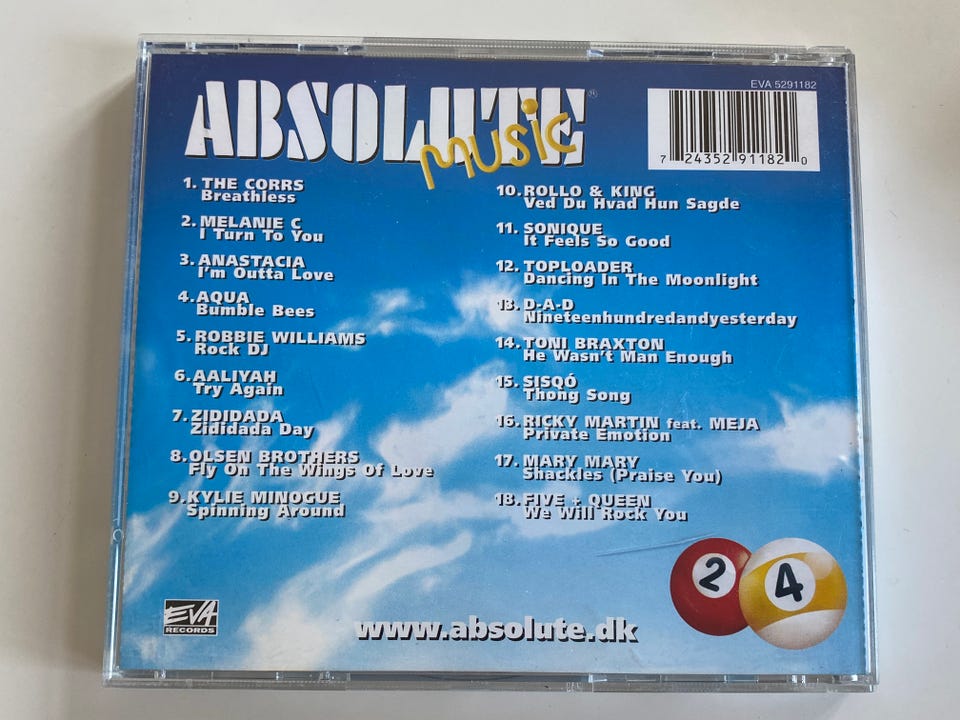 ABSOLUTE®
music
EVA 5291182
7 24352 91182 0
1. THE CORRS
Breathless
2. MELANIE C
I Turn To You
3. ANASTACIA
I'm Outta Love
4. AQUA
Bumble Bees
5. ROBBIE WILLIAMS
Rock DJ
6. AALIYAH
Try Again
7. ZIDIDADA
Zididada Day
8. OLSEN BROTHERS
Fly On The Wings Of Love
9. KYLIE MINOGUE
Spinning Around
10. ROLLO & KING
Ved Du Hvad Hun Sagde
11. SONIQUE
It Feels So Good
12. TOPLOADER
Dancing In The Moonlight
13. D-A-D
Nineteenhundredandyesterday
14. TONI BRAXTON
He Wasn't Man Enough
15. SISQÓ
Thong Song
16. RICKY MARTIN feat. MEJA
Private Emotion
17. MARY MARY
Shackles (Praise You)
18. FIVE + QUEEN
We Will Rock You
2 4
EVA
RECORDS
www.absolute.dk